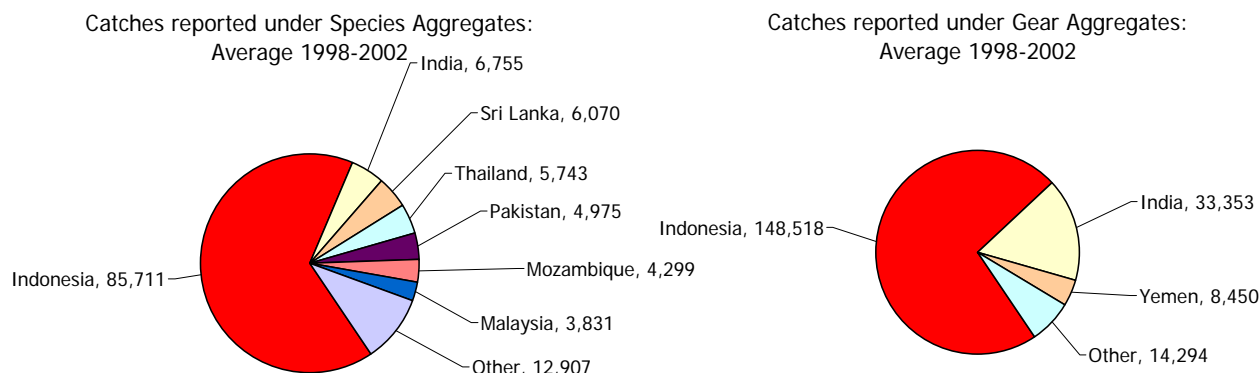 Catches reported under Species Aggregates:
Average 1998-2002
India, 6,755
Sri Lanka, 6,070
Thailand, 5,743
Pakistan, 4,975
Mozambique, 4,299
Malaysia, 3,831
Other, 12,907
Indonesia, 85,711
Catches reported under Gear Aggregates:
Average 1998-2002
Indonesia, 148,518
India, 33,353
Yemen, 8,450
Other, 14,294